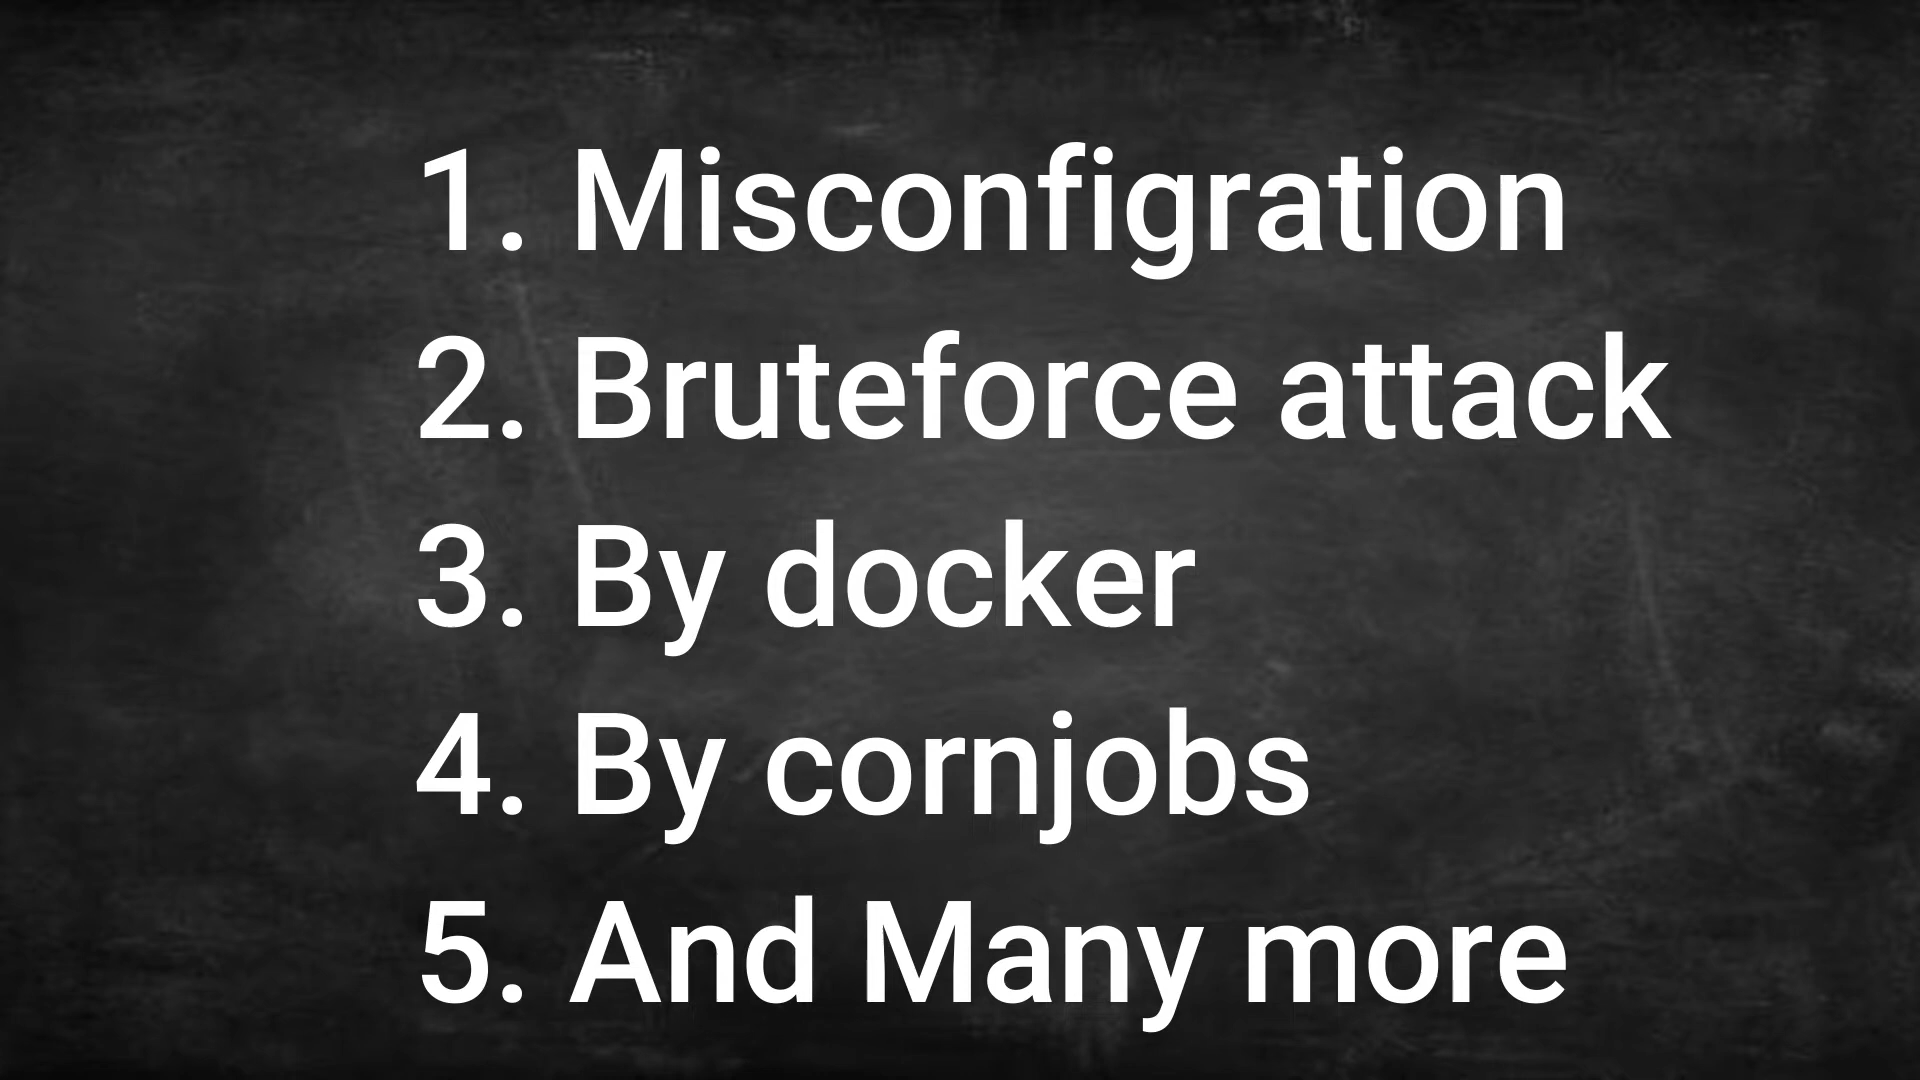 1. Misconfigration
2. Bruteforce attack
3. By docker
4. By cornjobs
5. And Many more